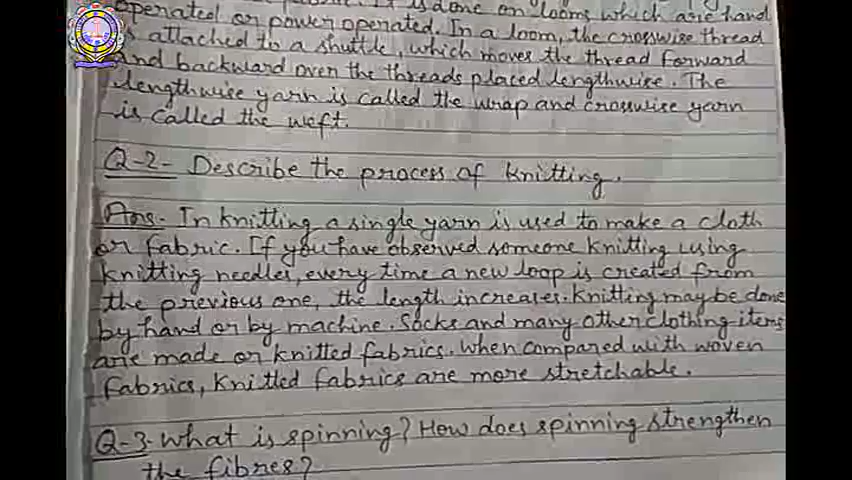 operated or power operated. In a loom, the crosswise thread
is attached to a shuttle, which moves the thread forward
and backward over the threads placed lengthwise. The
lengthwise yarn is called the wrap and crosswise yarn
is called the weft.
Q-2- Describe the process of knitting.
Ans- In knitting a single yarn is used to make a cloth
or fabric. If you have observed someone knitting using
knitting needles, every time a new loop is created from
the previous one, the length increases. Knitting may be done
by hand or by machine. Socks and many other clothing items
are made or knitted fabrics. When compared with woven
fabrics, knitted fabrics are more stretchable.
Q-3- What is spinning? How does spinning strengthen
the fibres?